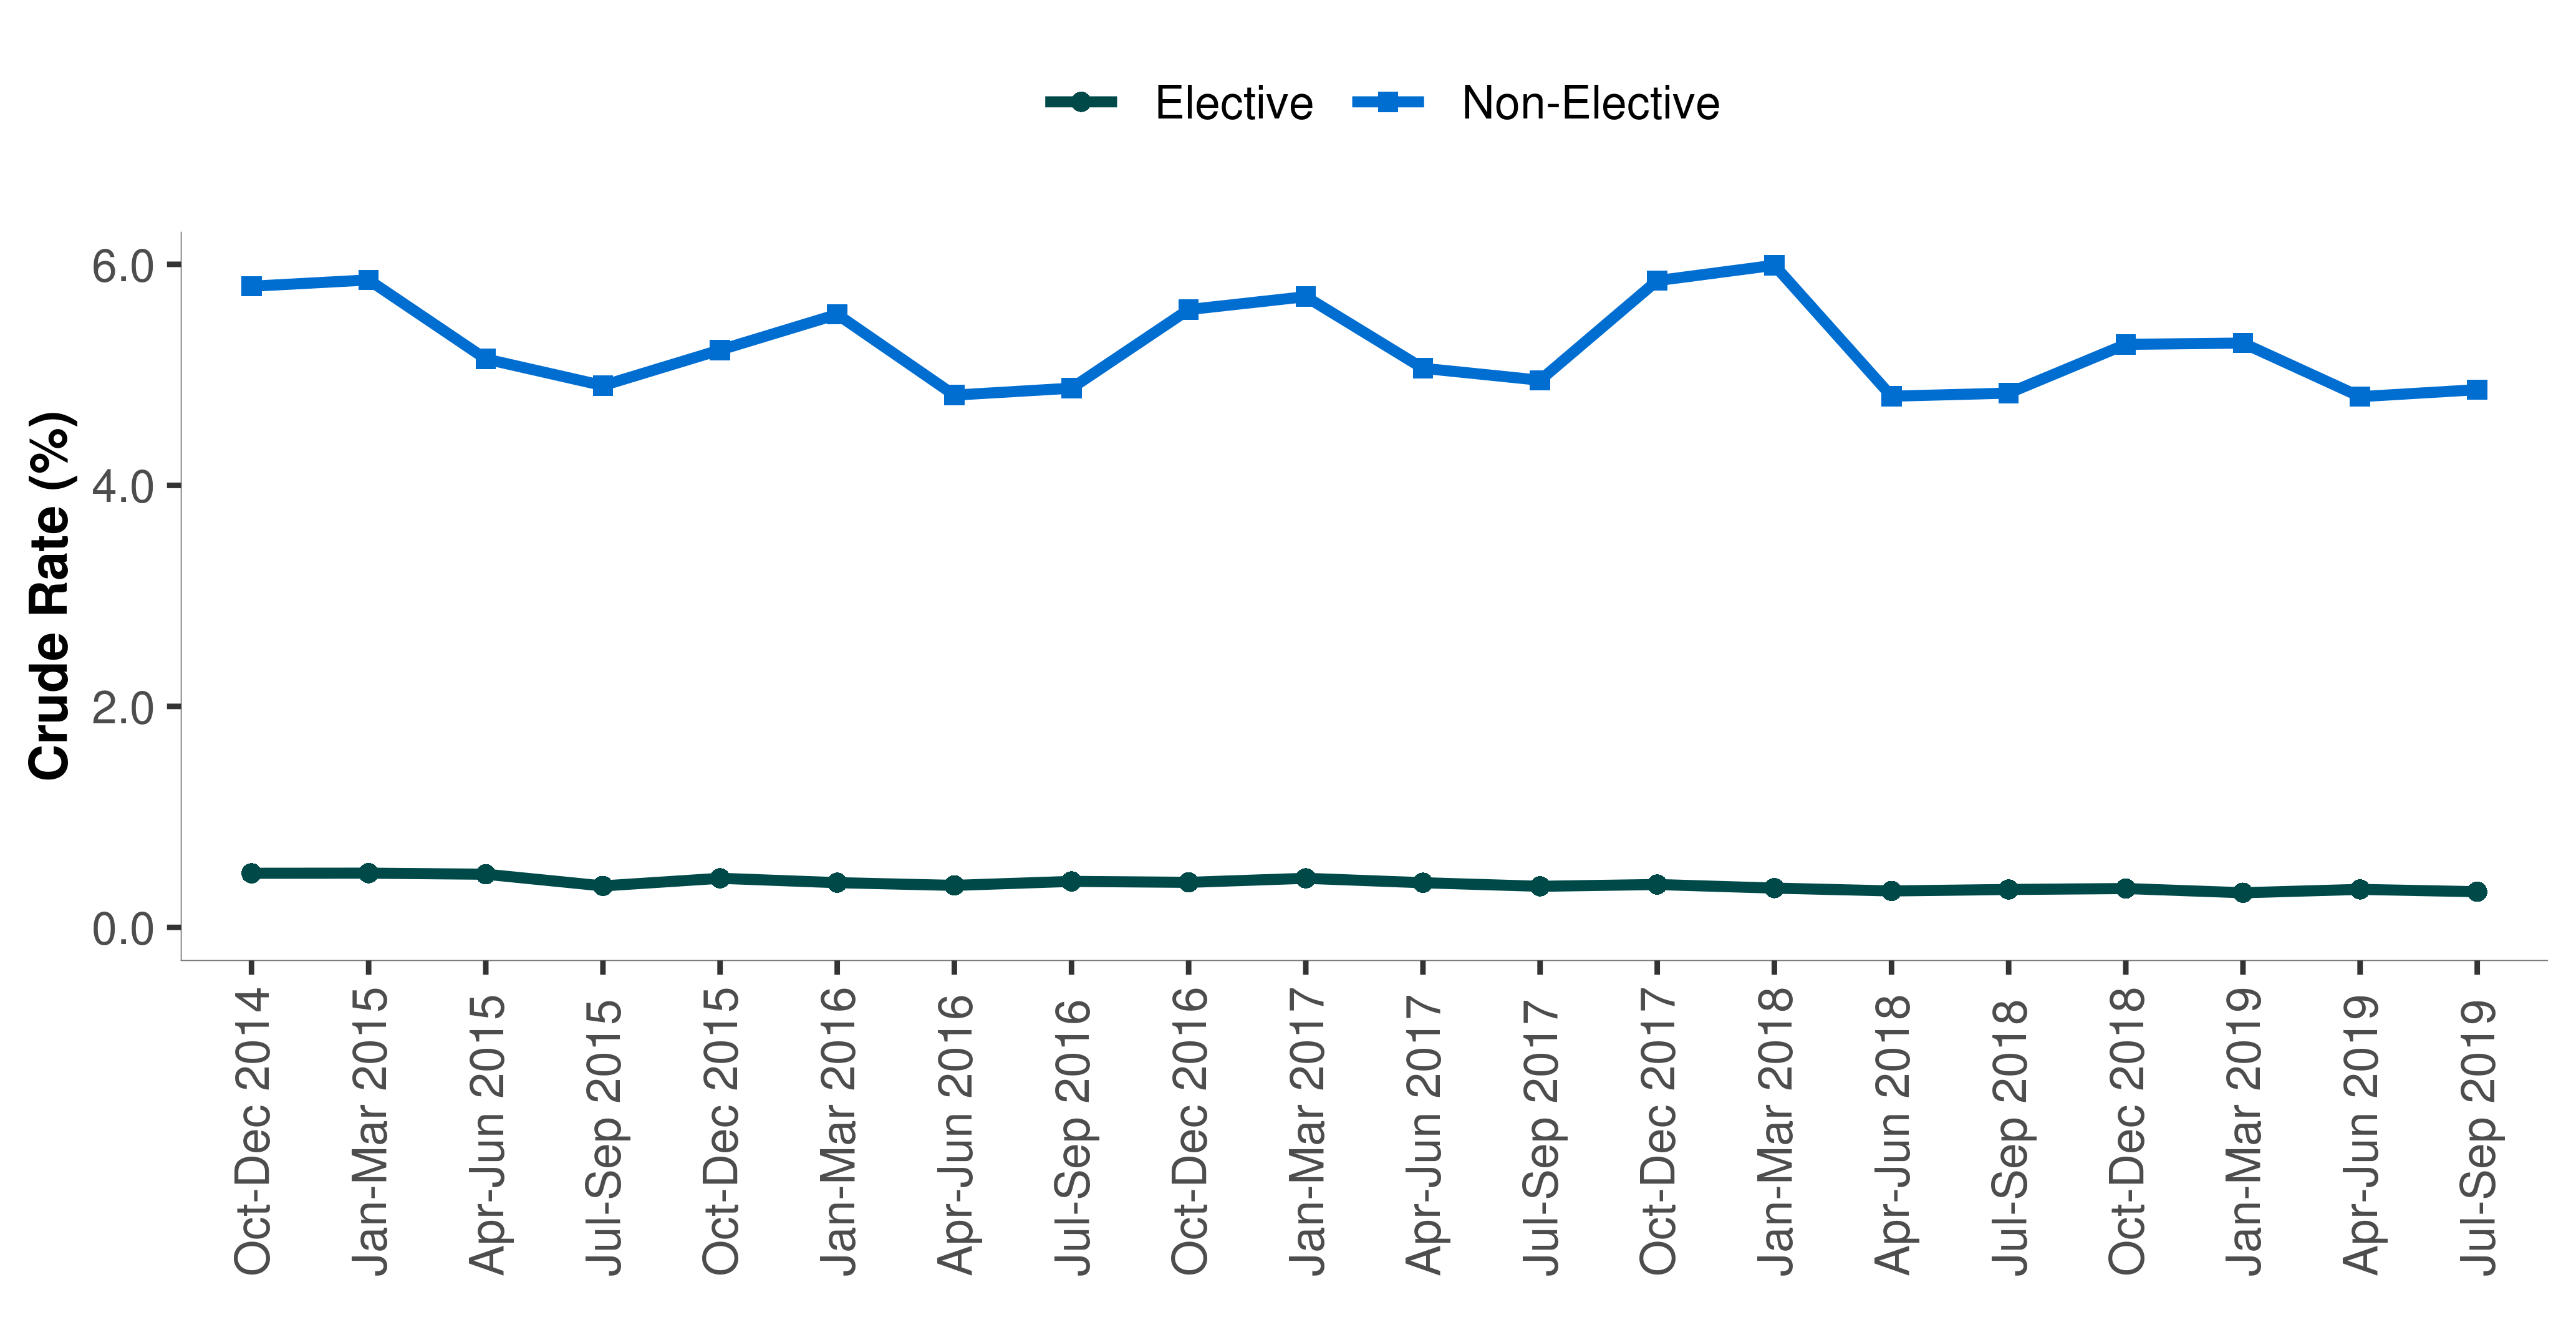 Elective
Non-Elective
Crude Rate (%)
6.0
4.0
2.0
0.0
Oct-Dec 2014
Jan-Mar 2015
Apr-Jun 2015
Jul-Sep 2015
Oct-Dec 2015
Jan-Mar 2016
Apr-Jun 2016
Jul-Sep 2016
Oct-Dec 2016
Jan-Mar 2017
Apr-Jun 2017
Jul-Sep 2017
Oct-Dec 2017
Jan-Mar 2018
Apr-Jun 2018
Jul-Sep 2018
Oct-Dec 2018
Jan-Mar 2019
Apr-Jun 2019
Jul-Sep 2019